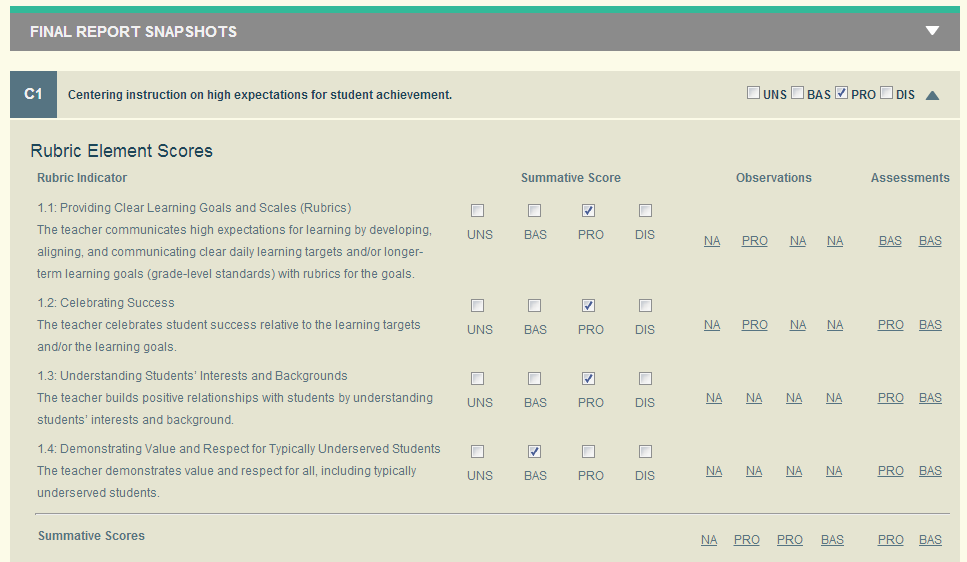 FINAL REPORT SNAPSHOTS
C1 Centering instruction on high expectations for student achievement. UNS BAS PRO DIS
Rubric Element Scores
Rubric Indicator Summative Score Observations Assessments
1.1: Providing Clear Learning Goals and Scales (Rubrics)
The teacher communicates high expectations for learning by developing,
aligning, and communicating clear daily learning targets and/or longer-
term learning goals (grade-level standards) with rubrics for the goals.
UNS BAS PRO DIS NA PRO NA NA BAS BAS
1.2: Celebrating Success
The teacher celebrates student success relative to the learning targets
and/or the learning goals.
UNS BAS PRO DIS NA PRO NA NA PRO BAS
1.3: Understanding Students' Interests and Backgrounds
The teacher builds positive relationships with students by understanding
students' interests and background.
UNS BAS PRO DIS NA NA NA NA PRO BAS
1.4: Demonstrating Value and Respect for Typically Underserved Students
The teacher demonstrates value and respect for all, including typically
underserved students.
UNS BAS PRO DIS NA NA NA NA PRO BAS
Summative Scores NA PRO PRO BAS PRO BAS